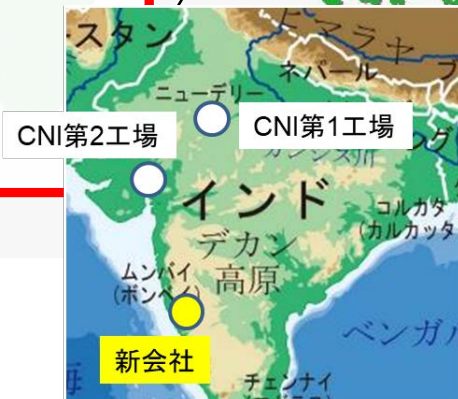 スタン
ヒマラヤ
ネパール
ニューデリー
CNI第2工場
CNI第1工場
ガンジス川
インド
コルカタ
(カルカッタ
デカン
高原
ムンバイ
(ボンベイ)
ベンガ
新会社
チェンナイ